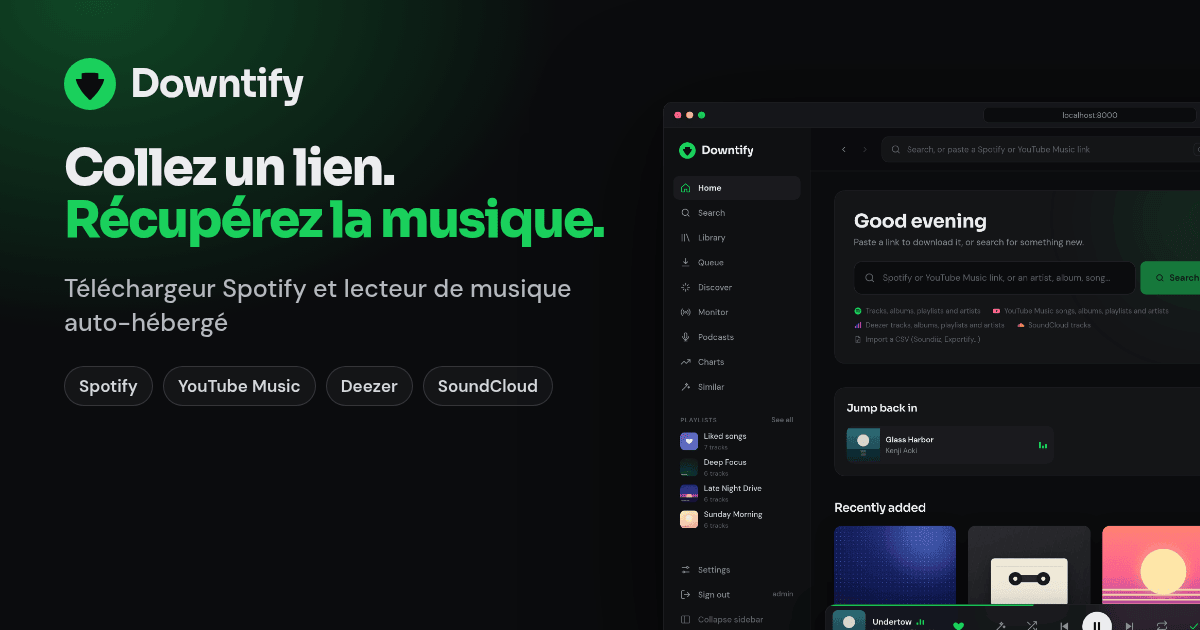 Downtify
Collez un lien.
Récupérez la musique.
Téléchargeur Spotify et lecteur de musique
auto-hébergé
Spotify
YouTube Music
Deezer
SoundCloud
localhost:8000
Downtify
Search, or paste a Spotify or YouTube Music link
Home
Search
Library
Queue
Discover
Monitor
Podcasts
Charts
Similar
PLAYLISTS
See all
Liked songs
7 tracks
Deep Focus
6 tracks
Late Night Drive
6 tracks
Sunday Morning
6 tracks
Settings
Sign out
admin
Collapse sidebar
Good evening
Paste a link to download it, or search for something new.
Spotify or YouTube Music link, or an artist, album, song...
Search
Tracks, albums, playlists and artists
YouTube Music songs, albums, playlists and artists
Deezer tracks, albums, playlists and artists
SoundCloud tracks
Import a CSV (Soundiiz, Exportify, )
Jump back in
Glass Harbor
Kenji Aoki
Recently added
Undertow